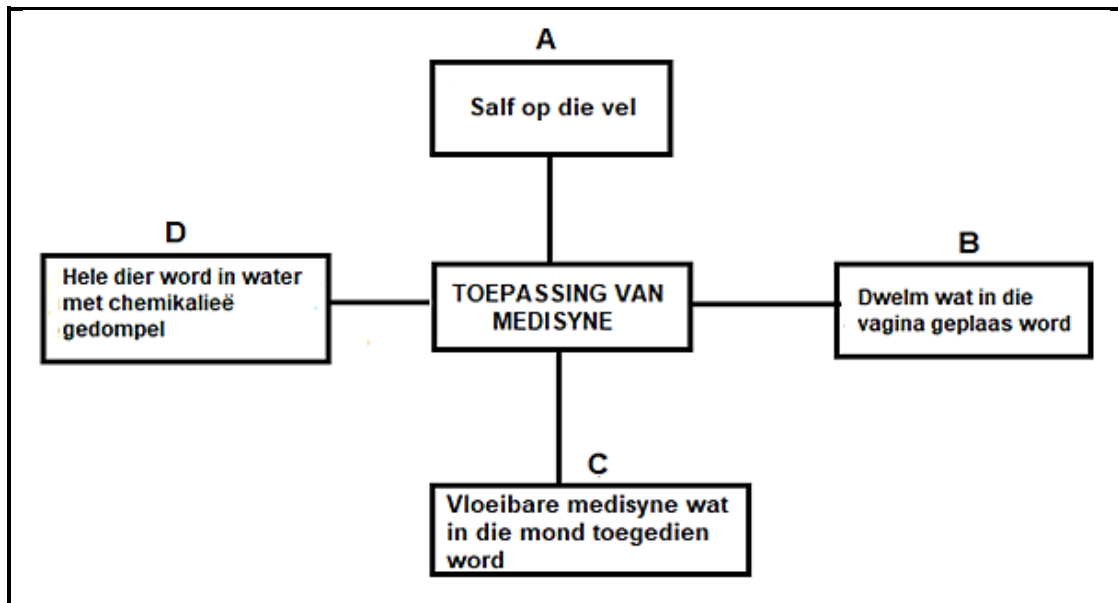 A
Salf op die vel
D
Hele dier word in water
met chemikalieë
gedompel
TOEPASSING VAN
MEDISYNE
B
Dwelm wat in die
vagina geplaas word
C
Vloeibare medisyne wat
in die mond toegedien
word